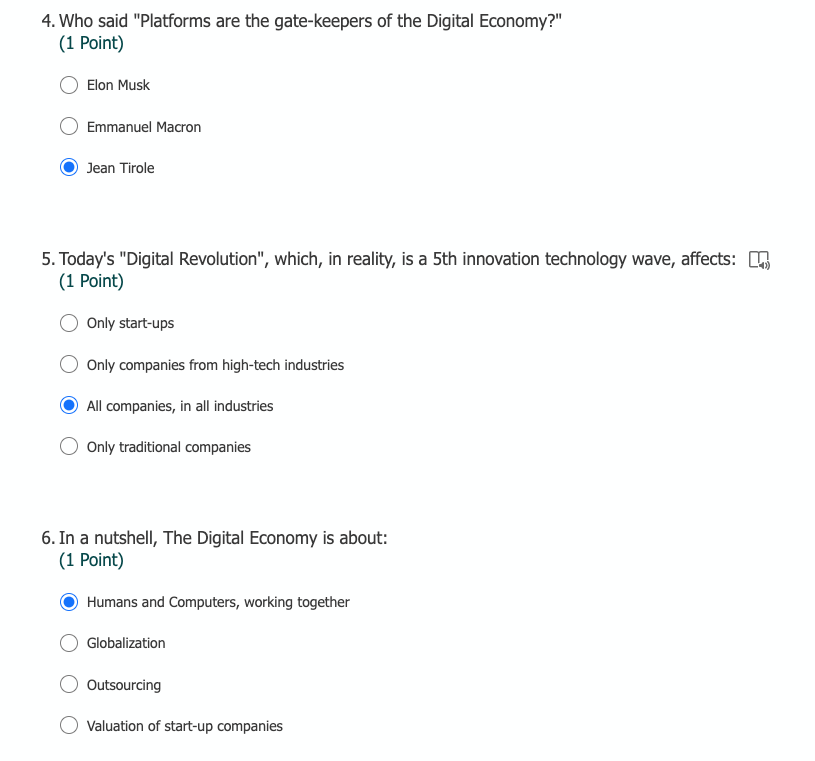 4. Who said "Platforms are the gate-keepers of the Digital Economy?"
(1 Point)
Elon Musk
Emmanuel Macron
Jean Tirole
5. Today's "Digital Revolution", which, in reality, is a 5th innovation technology wave, affects:
(1 Point)
Only start-ups
Only companies from high-tech industries
All companies, in all industries
Only traditional companies
6. In a nutshell, The Digital Economy is about:
(1 Point)
Humans and Computers, working together
Globalization
Outsourcing
Valuation of start-up companies